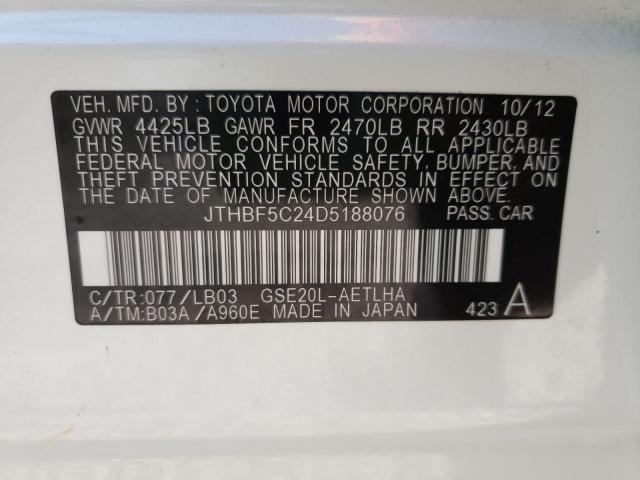 VEH. MFD. BY : TOYOTA MOTOR CORPORATION 10/12
GVWR 4425LB GAWR FR 2470LB RR 2430LB
THIS VEHICLE CONFORMS TO ALL APPLICABLE
FEDERAL MOTOR VEHICLE SAFETY, BUMPER, AND
THEFT PREVENTION STANDARDS IN EFFECT ON
THE DATE OF MANUFACTURE SHOWN ABOVE.
JTHBF5C24D5188076 PASS. CAR
C/TR:077/LB03 GSE20L-AETLHA
A/TM:B03A /A960E MADE IN JAPAN 423 A